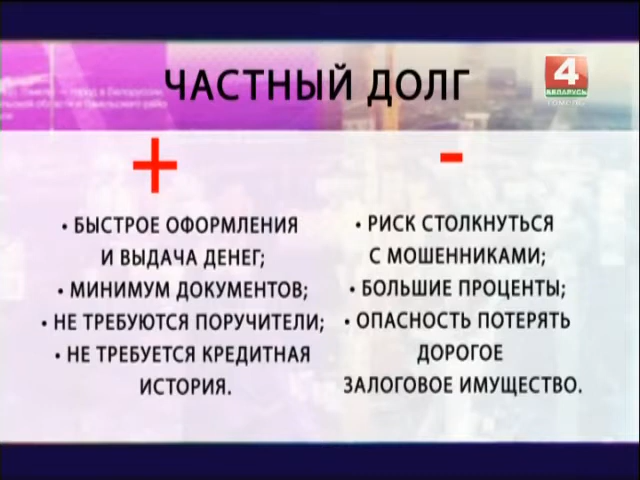 ЧАСТНЫЙ ДОЛГ
4
БЕЛАРУСЬ
+
-
• БЫСТРОЕ ОФОРМЛЕНИЯ
И ВЫДАЧА ДЕНЕГ;
• МИНИМУМ ДОКУМЕНТОВ;
• НЕ ТРЕБУЮТСЯ ПОРУЧИТЕЛИ;
• НЕ ТРЕБУЕТСЯ КРЕДИТНАЯ
ИСТОРИЯ.
• РИСК СТОЛКНУТЬСЯ
С МОШЕННИКАМИ;
• БОЛЬШИЕ ПРОЦЕНТЫ;
• ОПАСНОСТЬ ПОТЕРЯТЬ
ДОРОГОЕ
ЗАЛОГОВОЕ ИМУЩЕСТВО.